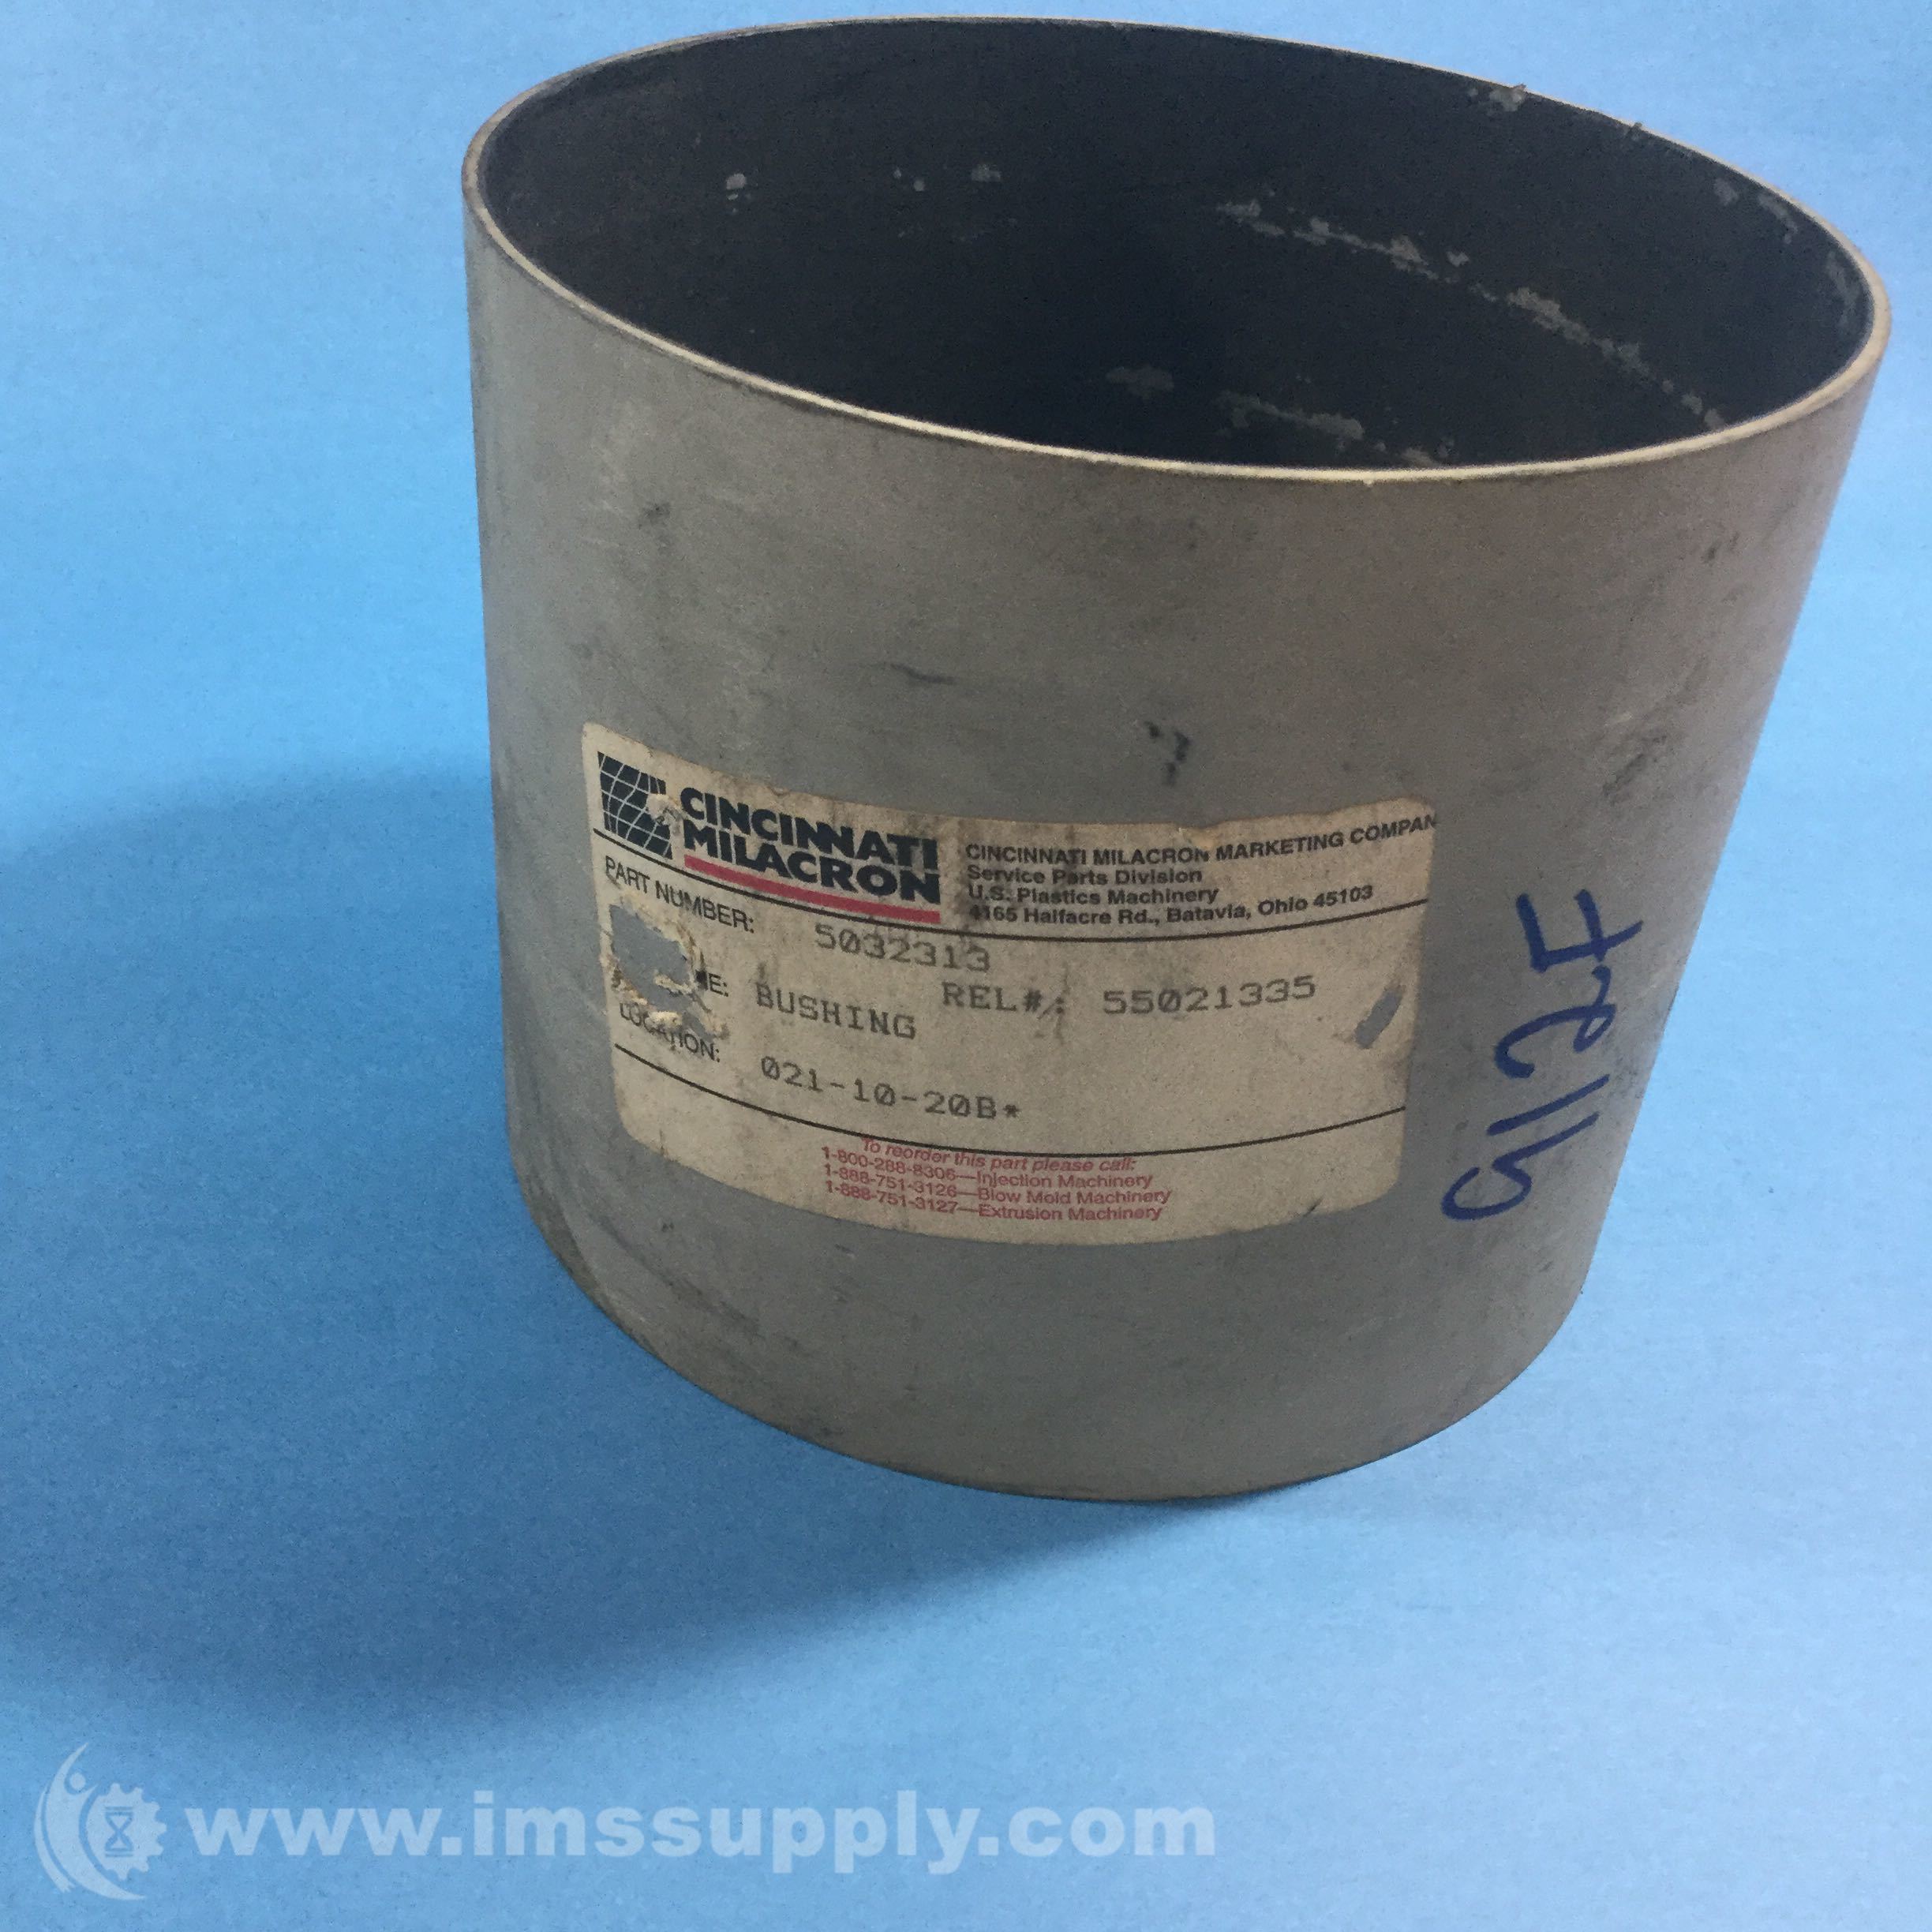 CINCINNATI
MILACRON
CINCINNATI MILACRON MARKETING COMPAN
Service Parts Division
U.S. Plastics Machinery
4165 Halfacre Rd., Batavia, Ohio 45103
PART NUMBER: 5032313
E: BUSHING REL#: 55021335
LOCATION: 021-10-20B*
To reorder this part please call:
1-800-288-8306—Injection Machinery
1-888-751-3126—Blow Mold Machinery
1-888-751-3127—Extrusion Machinery
www.imssupply.com